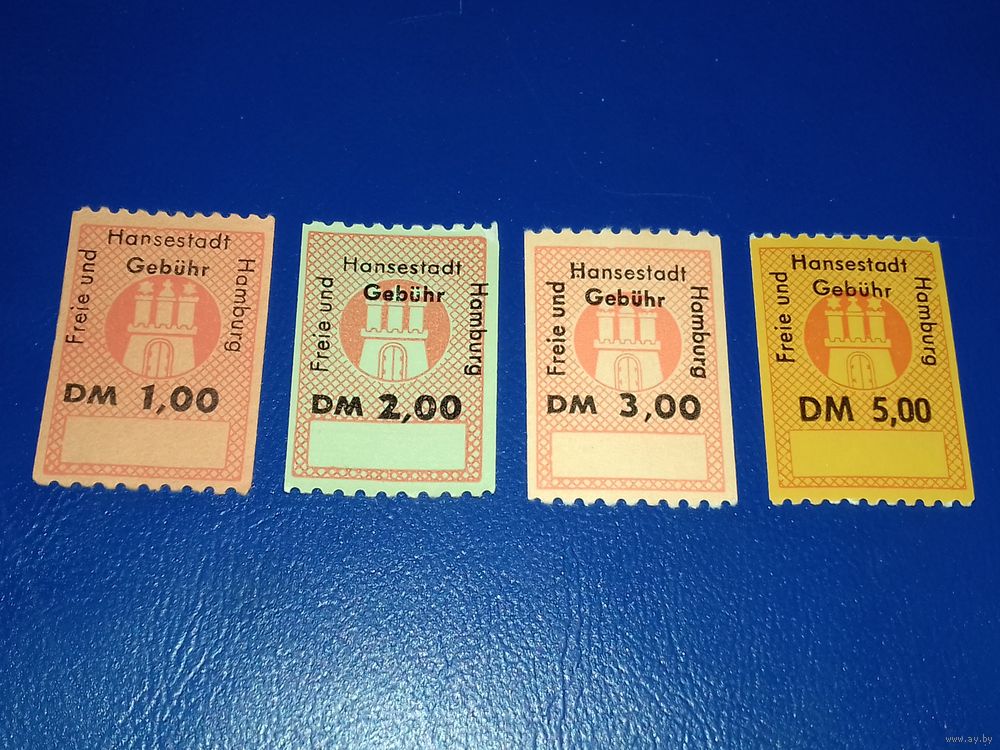 Freie und
Hansestadt
Hamburg
Gebühr
DM 1,00
Freie und
Hansestadt
Hamburg
Gebühr
DM 2,00
Freie und
Hansestadt
Hamburg
Gebühr
DM 3,00
Freie und
Hansestadt
Hamburg
Gebühr
DM 5,00
www.ay.by